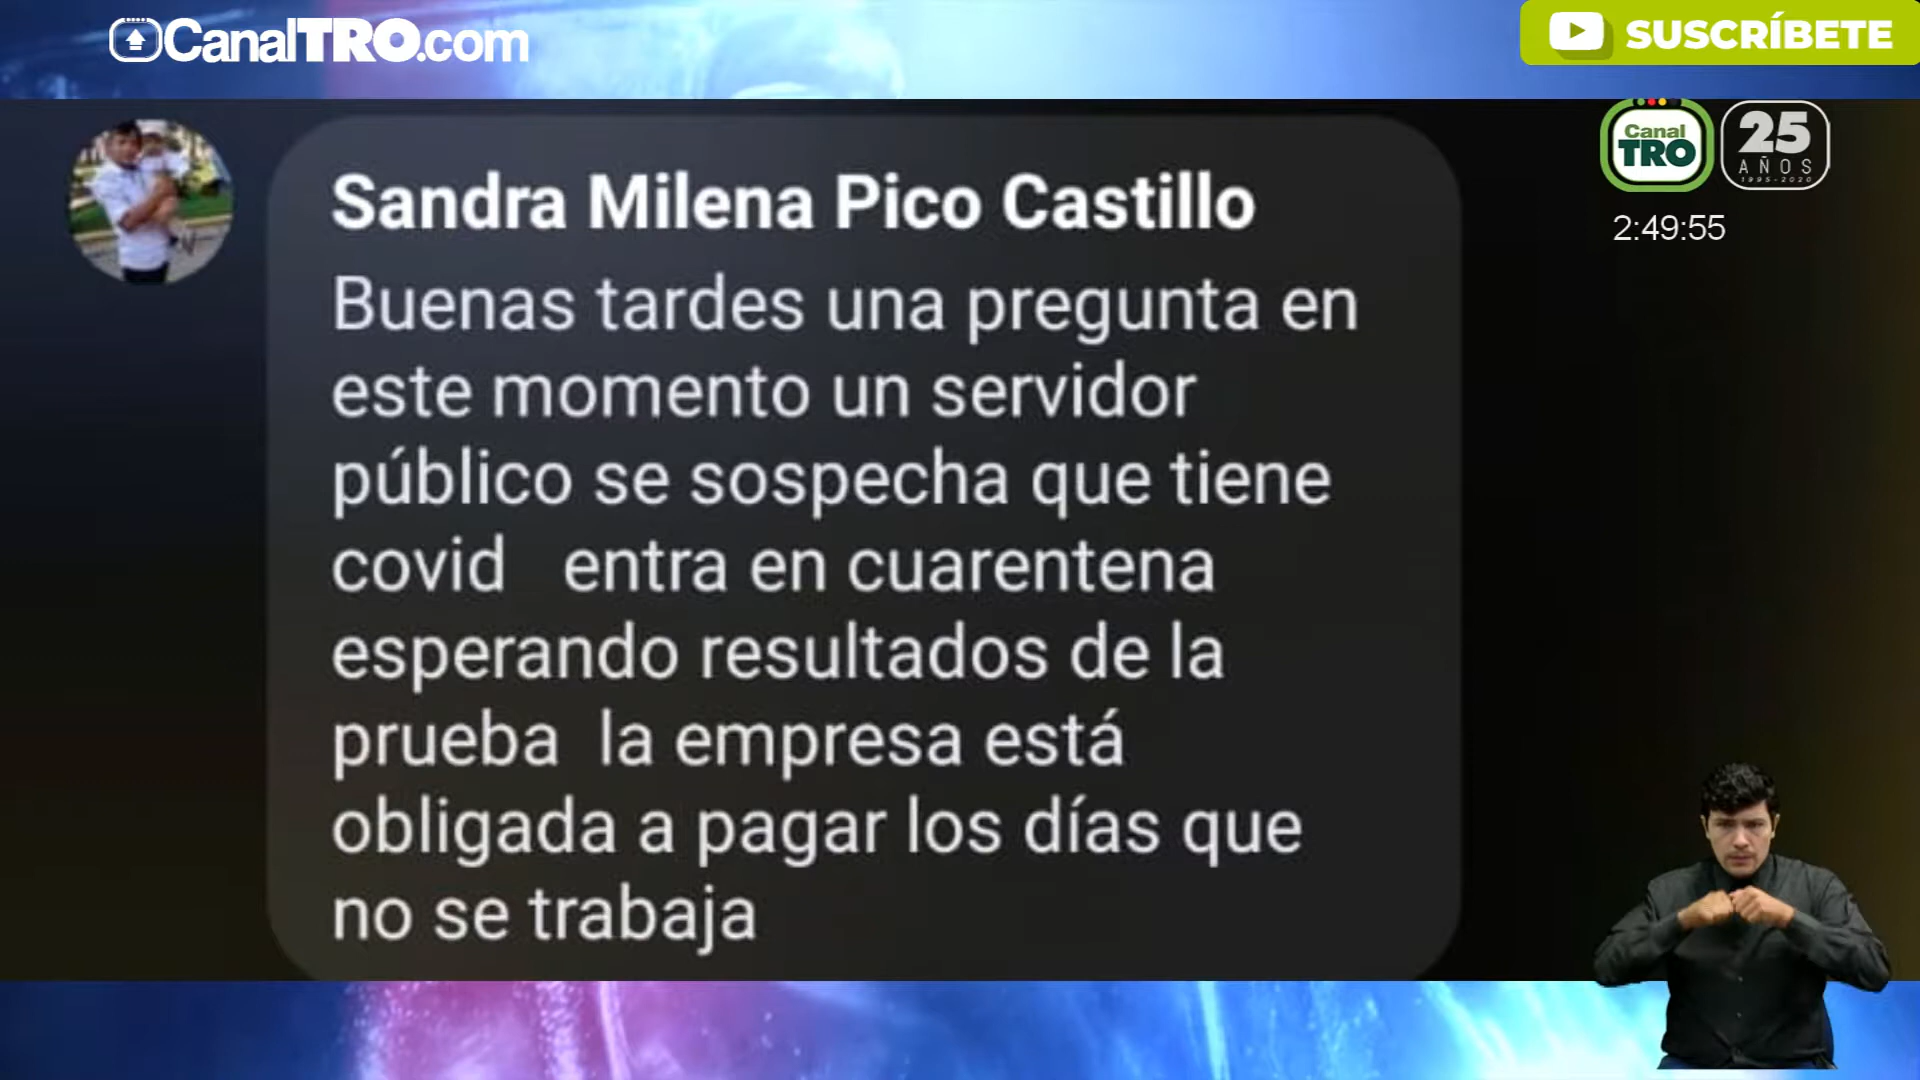 CanalTRO.com
SUSCRÍBETE
Canal
TRO
25
AÑOS
1995-2020
2:49:55
Sandra Milena Pico Castillo
Buenas tardes una pregunta en
este momento un servidor
público se sospecha que tiene
covid entra en cuarentena
esperando resultados de la
prueba la empresa está
obligada a pagar los días que
no se trabaja